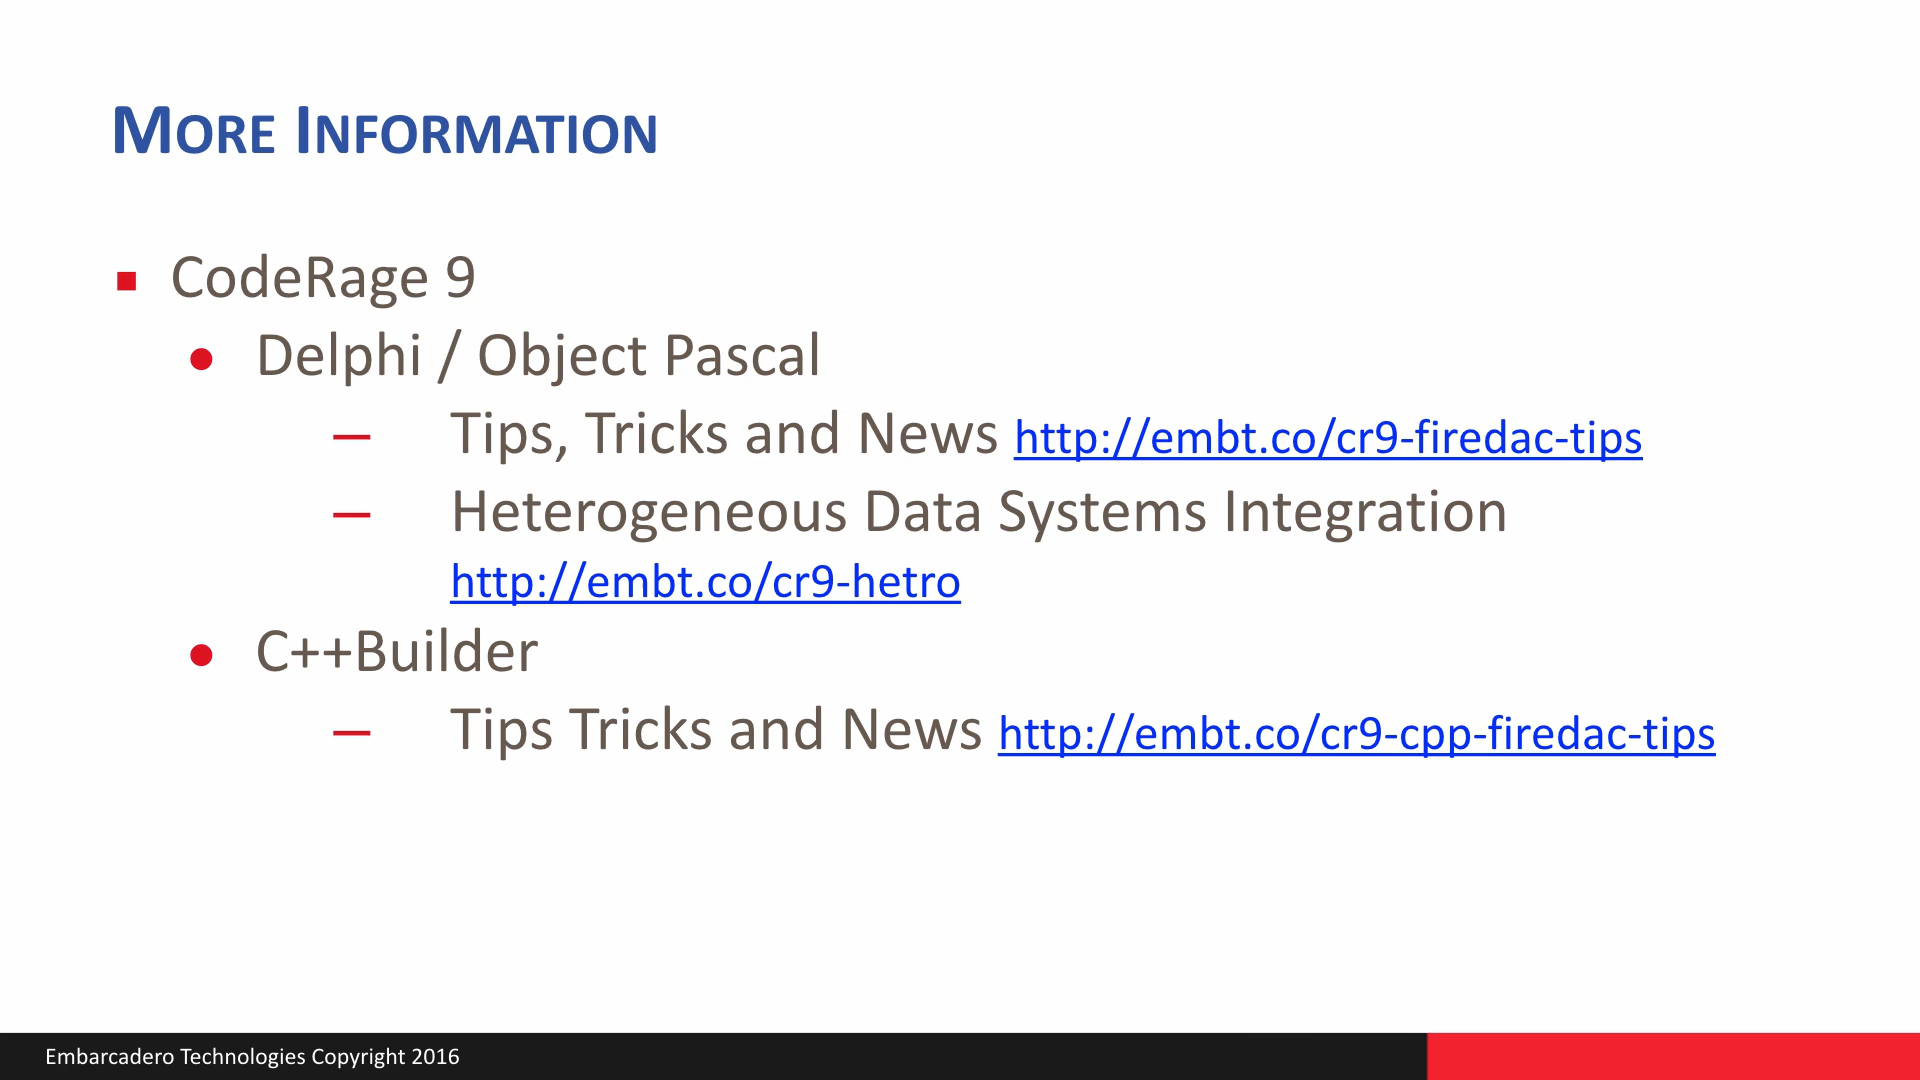 MORE INFORMATION
CodeRage 9
Delphi / Object Pascal
Tips, Tricks and News http://embt.co/cr9-firedac-tips
Heterogeneous Data Systems Integration
http://embt.co/cr9-hetro
C++Builder
Tips Tricks and News http://embt.co/cr9-cpp-firedac-tips
Embarcadero Technologies Copyright 2016